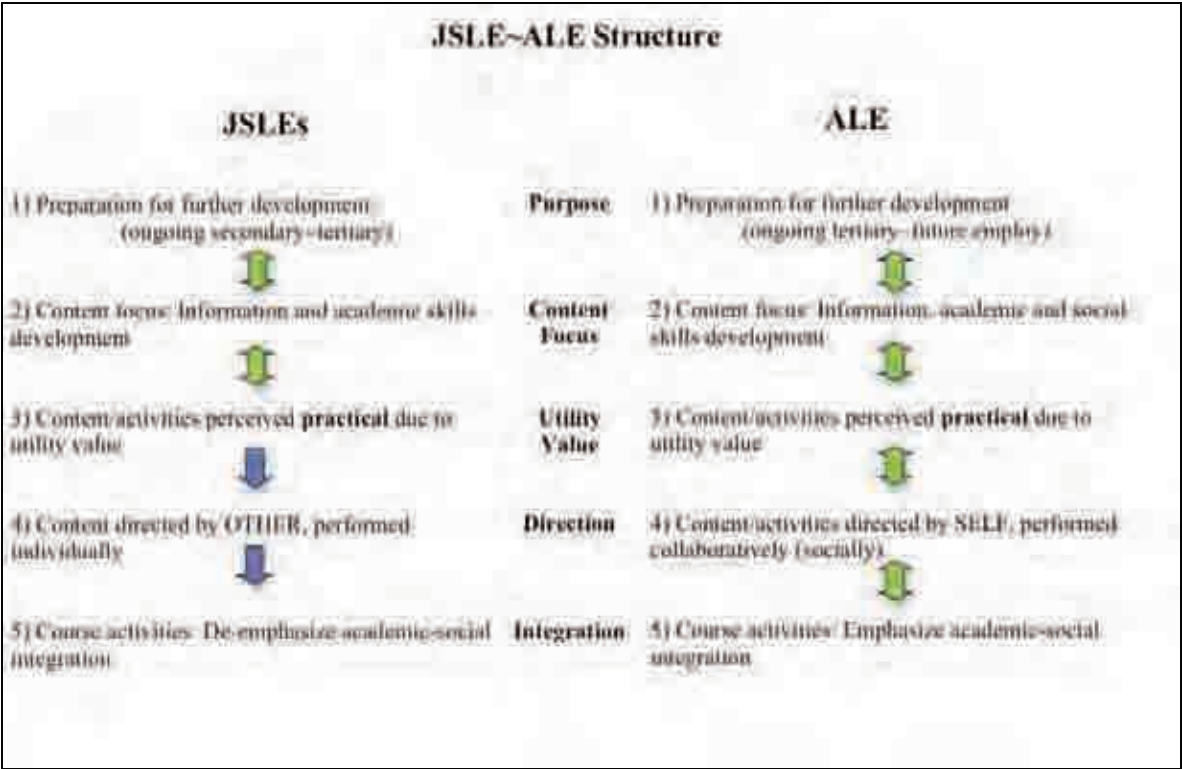 JSLE~ALE Structure
JSLEs
ALE
1) Preparation for further development
(ongoing secondary–tertiary)
Purpose
1) Preparation for further development
(ongoing tertiary–future employ)
2) Content focus: Information and academic skills
development
Content
Focus
2) Content focus: Information, academic and social
skills development
3) Content/activities perceived practical due to
utility value
Utility
Value
3) Content/activities perceived practical due to
utility value
4) Content directed by OTHER, performed
individually
Direction
4) Content/activities directed by SELF, performed
collaboratively (socially)
5) Course activities: De-emphasize academic-social
integration
Integration
5) Course activities: Emphasize academic-social
integration